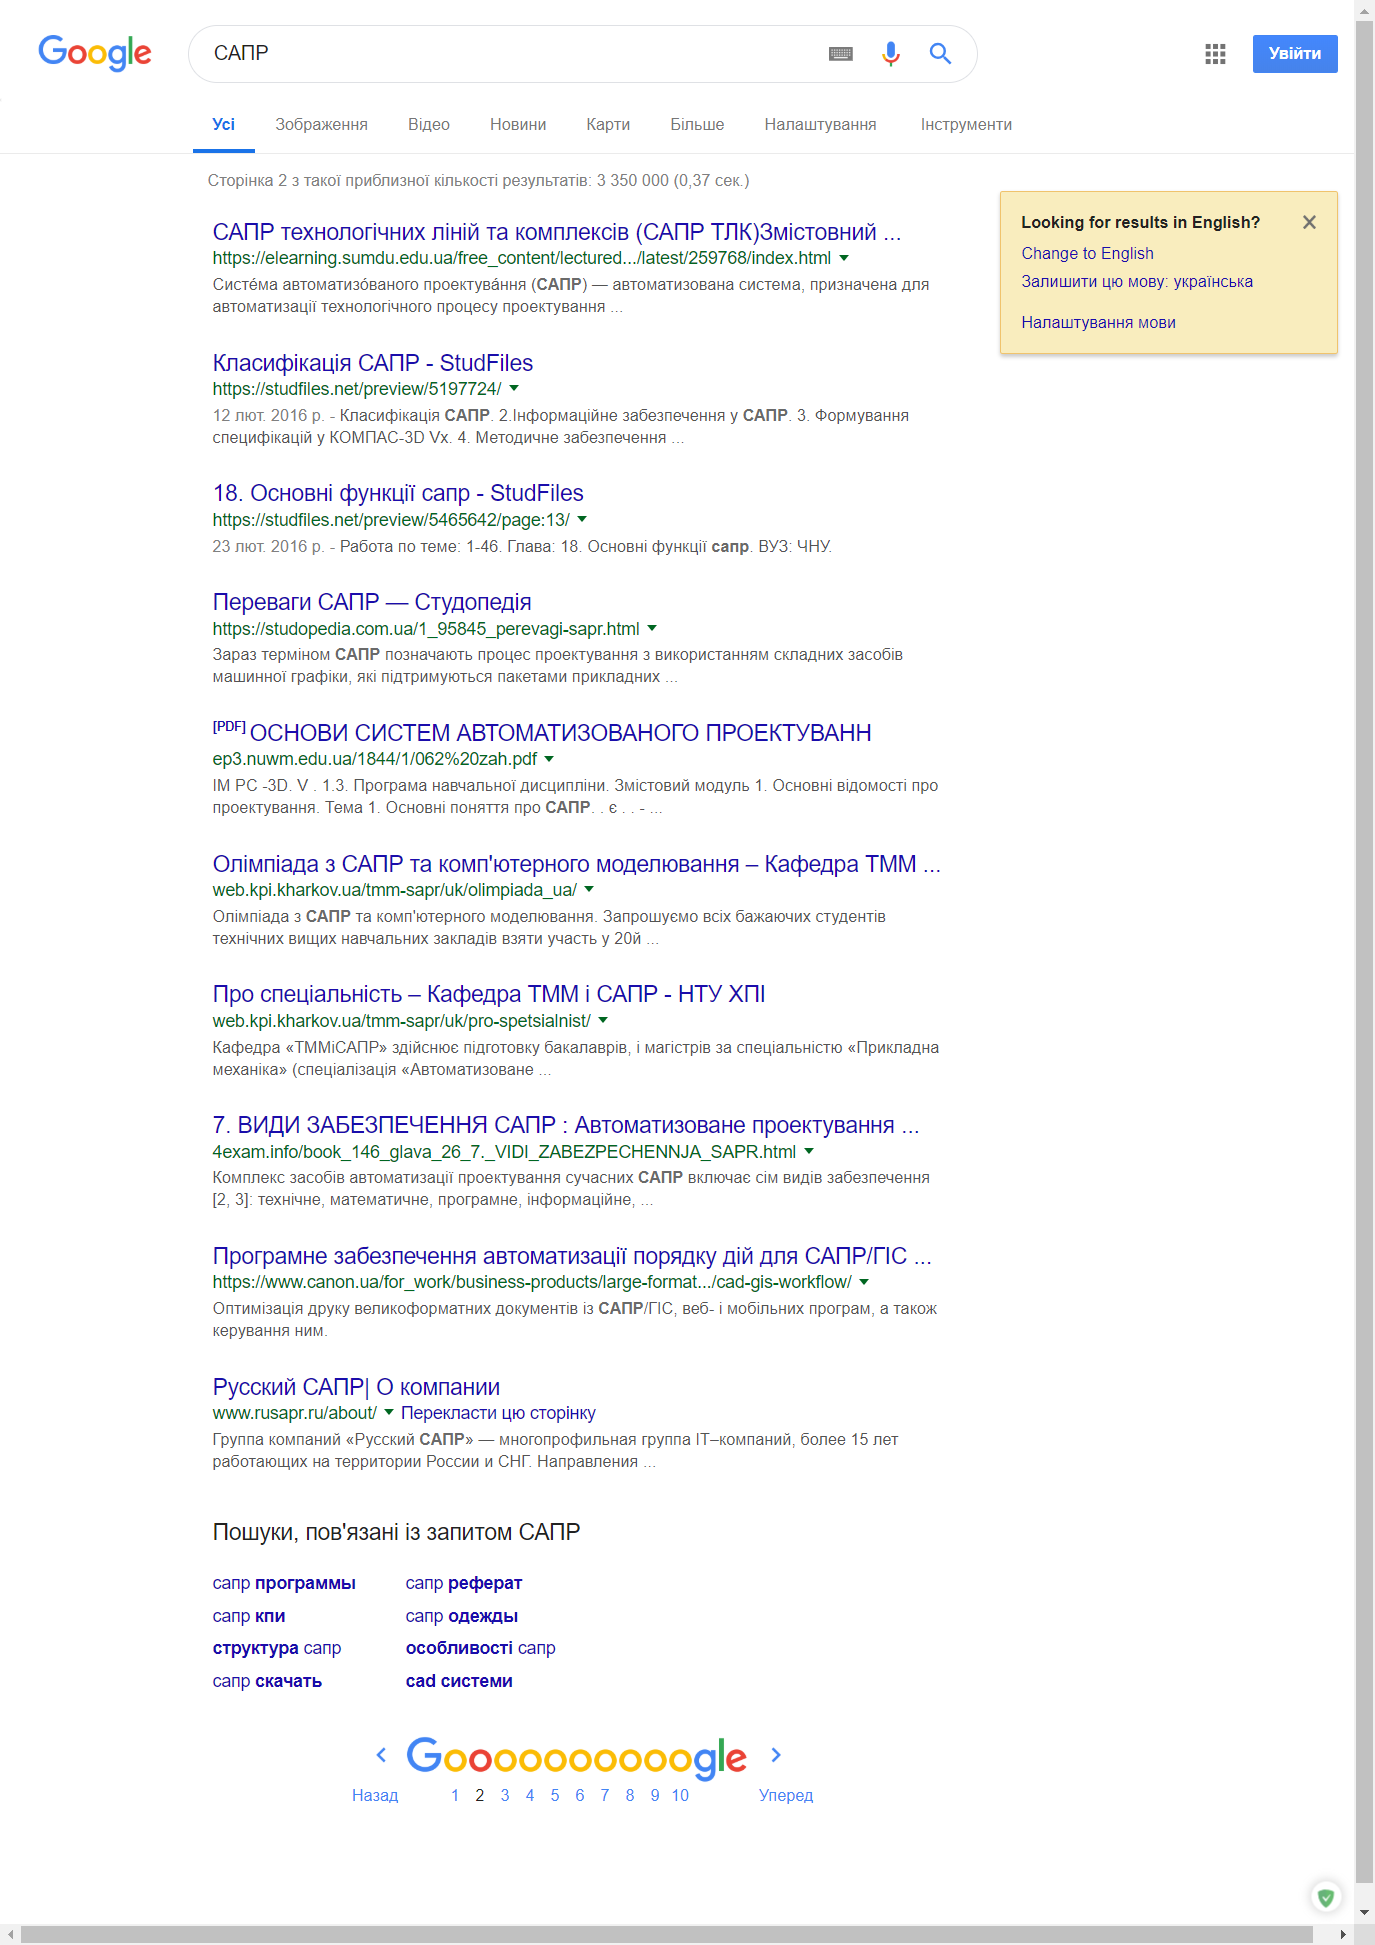 Google
САПР
Увійти
Усі Зображення Відео Новини Карти Більше Налаштування Інструменти
Сторінка 2 з такої приблизної кількості результатів: 3 350 000 (0,37 сек.)
Looking for results in English?
Change to English
Залишити цю мову: українська
Налаштування мови
САПР технологічних ліній та комплексів (САПР ТЛК)Змістовний ...
https://elearning.sumdu.edu.ua/free_content/lectured.../latest/259768/index.html
Систе́ма автоматизо́ваного проектува́ння (САПР) — автоматизована система, призначена для
автоматизації технологічного процесу проектування ...
Класифікація САПР - StudFiles
https://studfiles.net/preview/5197724/
12 лют. 2016 р. - Класифікація САПР. 2.Інформаційне забезпечення у САПР. 3. Формування
специфікацій у КОМПАС-3D Vx. 4. Методичне забезпечення ...
18. Основні функції сапр - StudFiles
https://studfiles.net/preview/5465642/page:13/
23 лют. 2016 р. - Работа по теме: 1-46. Глава: 18. Основні функції сапр. ВУЗ: ЧНУ.
Переваги САПР — Студопедія
https://studopedia.com.ua/1_95845_perevagi-sapr.html
Зараз терміном САПР позначають процес проектування з використанням складних засобів
машинної графіки, які підтримуються пакетами прикладних ...
[PDF] ОСНОВИ СИСТЕМ АВТОМАТИЗОВАНОГО ПРОЕКТУВАНН
ep3.nuwm.edu.ua/1844/1/062%20zah.pdf
ІМ РС -3D. V . 1.3. Програма навчальної дисципліни. Змістовий модуль 1. Основні відомості про
проектування. Тема 1. Основні поняття про САПР. . є . . - ...
Олімпіада з САПР та комп'ютерного моделювання – Кафедра ТММ ...
web.kpi.kharkov.ua/tmm-sapr/uk/olimpiada_ua/
Олімпіада з САПР та комп'ютерного моделювання. Запрошуємо всіх бажаючих студентів
технічних вищих навчальних закладів взяти участь у 20й ...
Про спеціальність – Кафедра ТММ і САПР - НТУ ХПІ
web.kpi.kharkov.ua/tmm-sapr/uk/pro-spetsialnist/
Кафедра «ТММіСАПР» здійснює підготовку бакалаврів, і магістрів за спеціальністю «Прикладна
механіка» (спеціалізація «Автоматизоване ...
7. ВИДИ ЗАБЕЗПЕЧЕННЯ САПР : Автоматизоване проектування ...
4exam.info/book_146_glava_26_7._VIDI_ZABEZPECHENNJA_SAPR.html
Комплекс засобів автоматизації проектування сучасних САПР включає сім видів забезпечення
[2, 3]: технічне, математичне, програмне, інформаційне, ...
Програмне забезпечення автоматизації порядку дій для САПР/ГІС ...
https://www.canon.ua/for_work/business-products/large-format.../cad-gis-workflow/
Оптимізація друку великоформатних документів із САПР/ГІС, веб- і мобільних програм, а також
керування ним.
Русский САПР| О компании
www.rusapr.ru/about/ Перекласти цю сторінку
Группа компаний «Русский САПР» — многопрофильная группа IT–компаний, более 15 лет
работающих на территории России и СНГ. Направления ...
Пошуки, пов'язані із запитом САПР
сапр программы сапр реферат
сапр кпи сапр одежды
структура сапр особливості сапр
сапр скачать cad системи
Goooooooooogle
Назад 1 2 3 4 5 6 7 8 9 10 Уперед